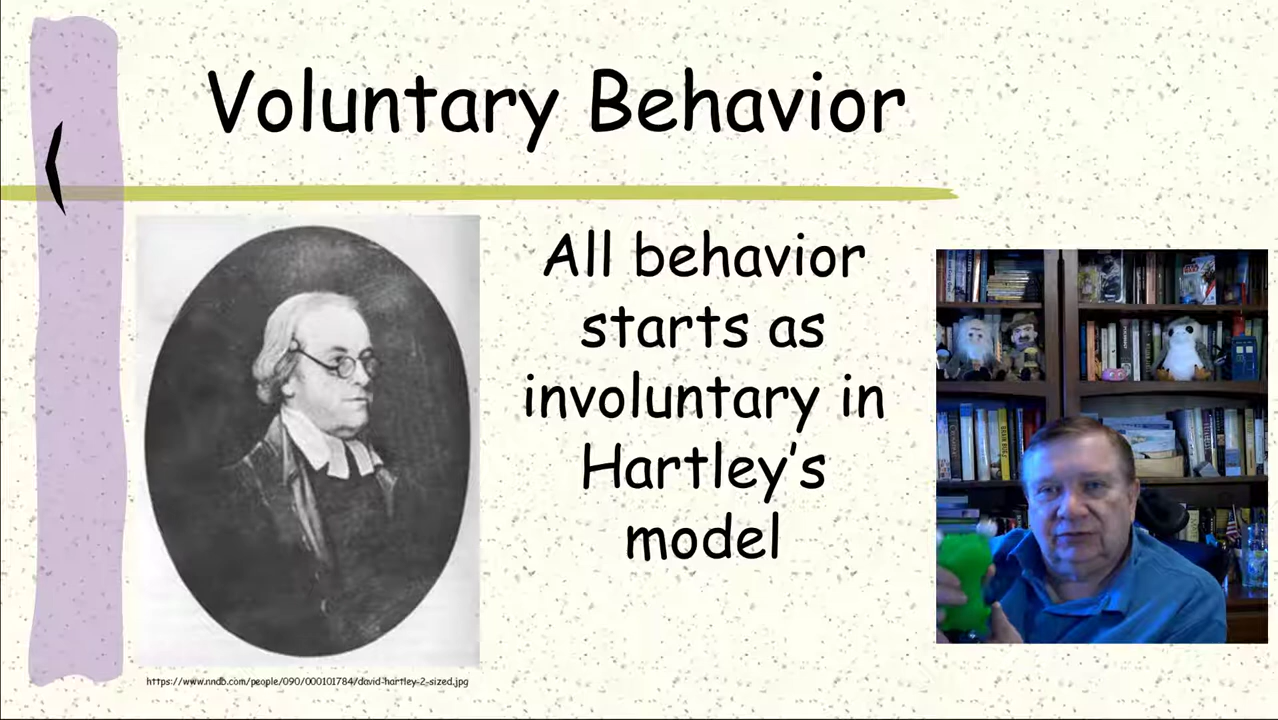 Voluntary Behavior
All behavior
starts as
involuntary in
Hartley's
model
https://www.nndb.com/people/090/000101784/david-hartley-2-sized.jpg